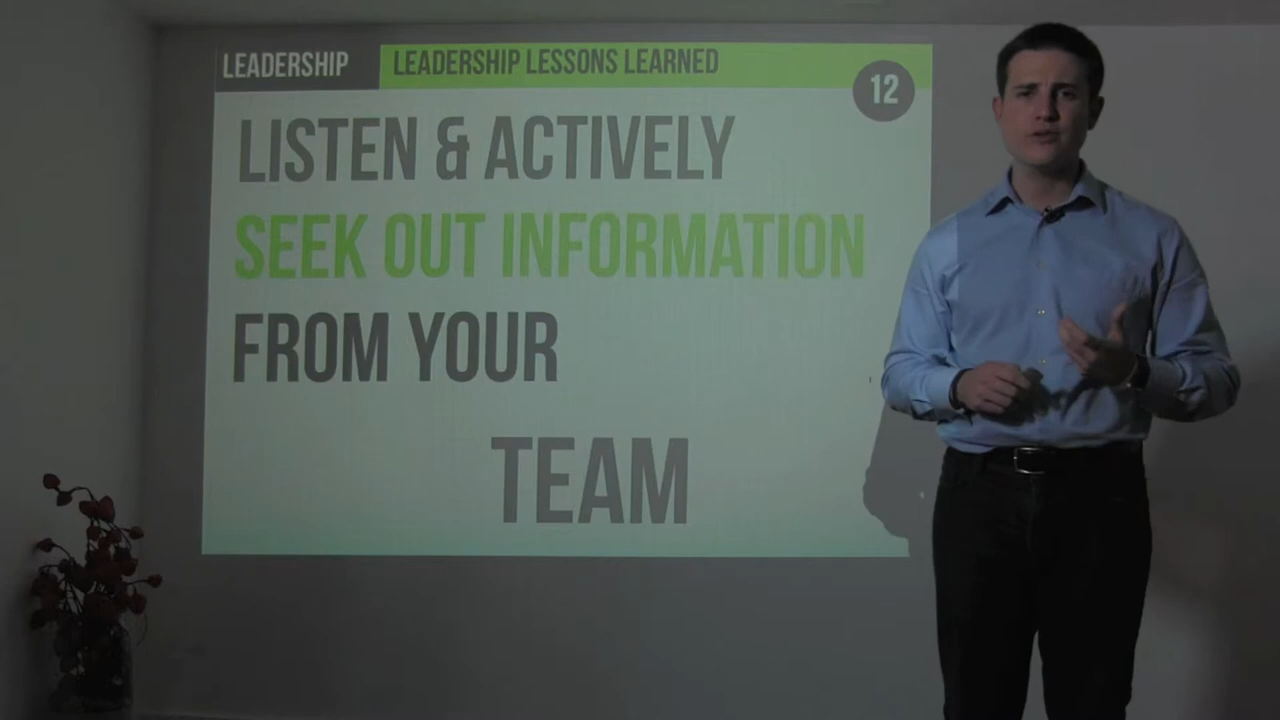 LEADERSHIP
LEADERSHIP LESSONS LEARNED
12
LISTEN & ACTIVELY
SEEK OUT INFORMATION
FROM YOUR
TEAM